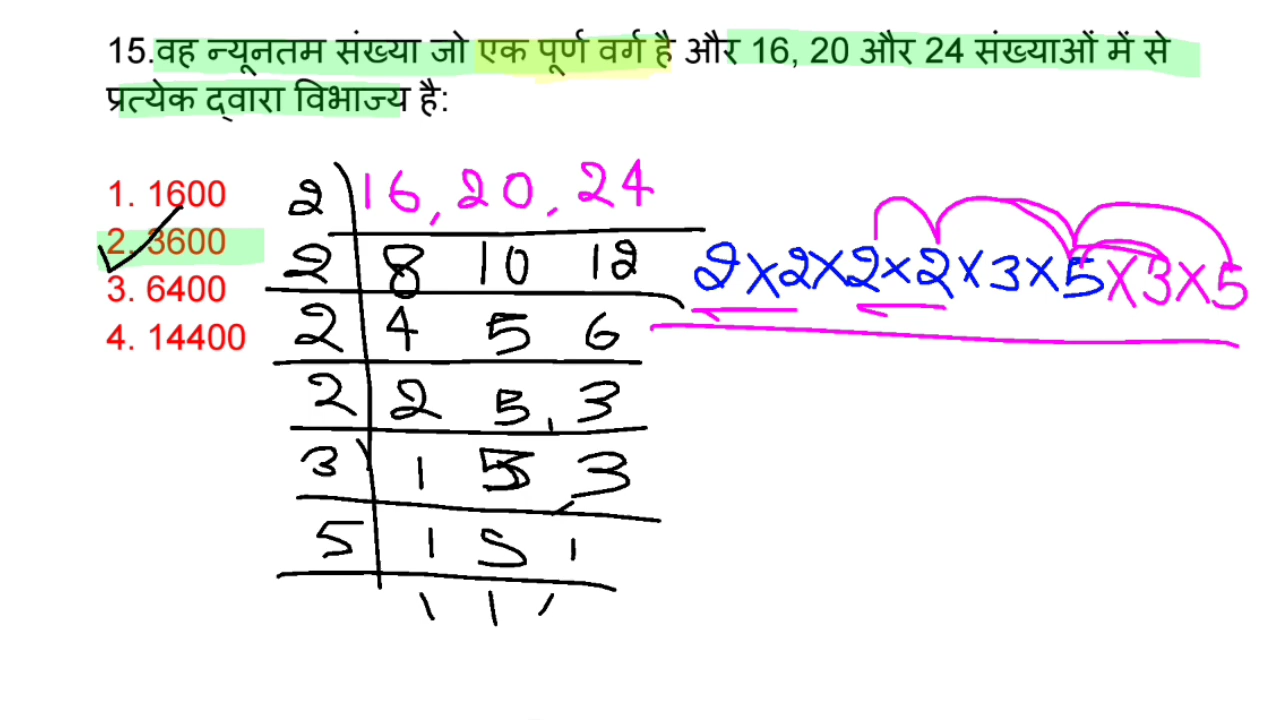 15.वह न्यूनतम संख्या जो एक पूर्ण वर्ग है और 16, 20 और 24 संख्याओं में से
प्रत्येक द्वारा विभाज्य है:
1. 1600
2. 3600
3. 6400
4. 14400
2 16, 20, 24
2 8 10 12
2 4 5 6
2 2 5, 3
3 1 5 3
5 1 5 1
1 1 1
2×2×2×2×3×5×3×5